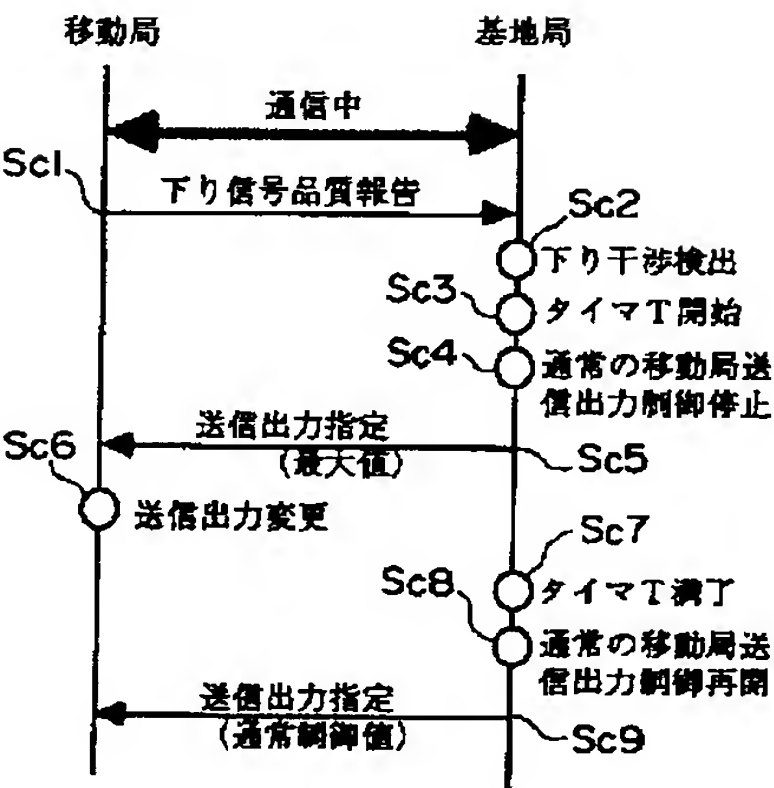 移動局
基地局
通信中
Sc1
下り信号品質報告
Sc2
下り干渉検出
Sc3
タイマT開始
Sc4
通常の移動局送
信出力制御停止
送信出力指定
(最大値)
Sc5
Sc6
送信出力変更
Sc7
タイマT満了
Sc8
通常の移動局送
信出力制御再開
送信出力指定
(通常制御値)
Sc9